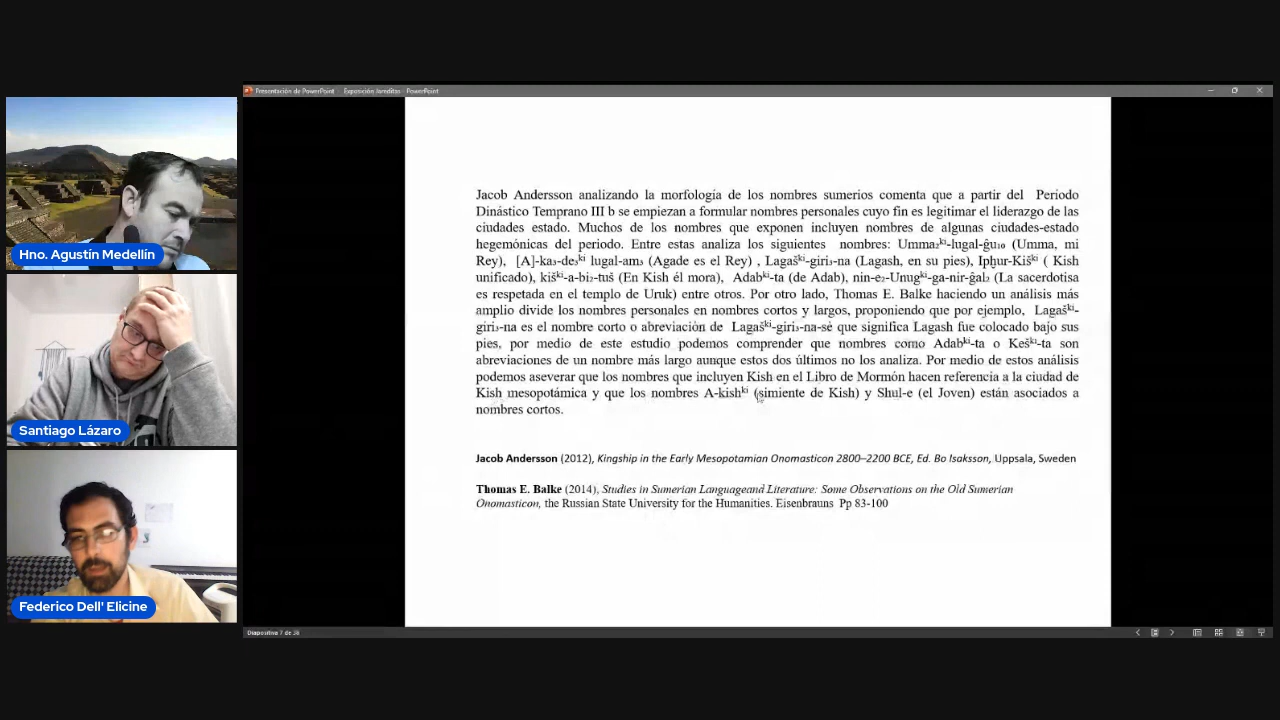 Presentación de PowerPoint - Exposición Jareditas - PowerPoint
Hno. Agustín Medellín
Santiago Lázaro
Federico Dell' Elicine
Jacob Andersson analizando la morfología de los nombres sumerios comenta que a partir del Periodo
Dinástico Temprano III b se empiezan a formular nombres personales cuyo fin es legitimar el liderazgo de las
ciudades estado. Muchos de los nombres que exponen incluyen nombres de algunas ciudades-estado
hegemónicas del periodo. Entre estas analiza los siguientes nombres: Umma₂ᵏⁱ-lugal-ĝu₁₀ (Umma, mi
Rey), [A]-ka₃-de₃ᵏⁱ lugal-am₃ (Agade es el Rey) , Lagašᵏⁱ-giri₃-na (Lagash, en su pies), Ipḫur-Kišᵏⁱ ( Kish
unificado), kišᵏⁱ-a-bi₂-tuš (En Kish él mora), Adabᵏⁱ-ta (de Adab), nin-e₂-Unugᵏⁱ-ga-nir-ĝal₂ (La sacerdotisa
es respetada en el templo de Uruk) entre otros. Por otro lado, Thomas E. Balke haciendo un análisis más
amplio divide los nombres personales en nombres cortos y largos, proponiendo que por ejemplo, Lagašᵏⁱ-
giri₃-na es el nombre corto o abreviación de Lagašᵏⁱ-giri₃-na-sè que significa Lagash fue colocado bajo sus
pies, por medio de este estudio podemos comprender que nombres como Adabᵏⁱ-ta o Kešᵏⁱ-ta son
abreviaciones de un nombre más largo aunque estos dos últimos no los analiza. Por medio de estos análisis
podemos aseverar que los nombres que incluyen Kish en el Libro de Mormón hacen referencia a la ciudad de
Kish mesopotámica y que los nombres A-kishᵏⁱ (simiente de Kish) y Shul-e (el Joven) están asociados a
nombres cortos.
Jacob Andersson (2012), Kingship in the Early Mesopotamian Onomasticon 2800–2200 BCE, Ed. Bo Isaksson, Uppsala, Sweden
Thomas E. Balke (2014), Studies in Sumerian Languageand Literature: Some Observations on the Old Sumerian
Onomasticon, the Russian State University for the Humanities. Eisenbrauns Pp 83-100
Diapositiva 7 de 38